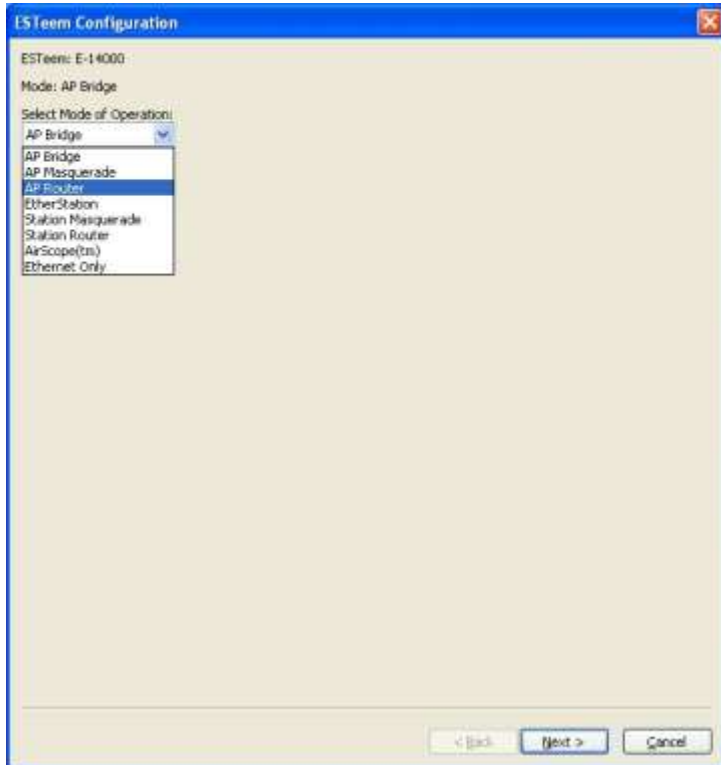 ESTeem Configuration
ESTeem: E-14000
Mode: AP Bridge
Select Mode of Operation:
AP Bridge
AP Bridge
AP Masquerade
AP Router
EtherStation
Station Masquerade
Station Router
AirScope(tm)
Ethernet Only
< Back Next > Cancel